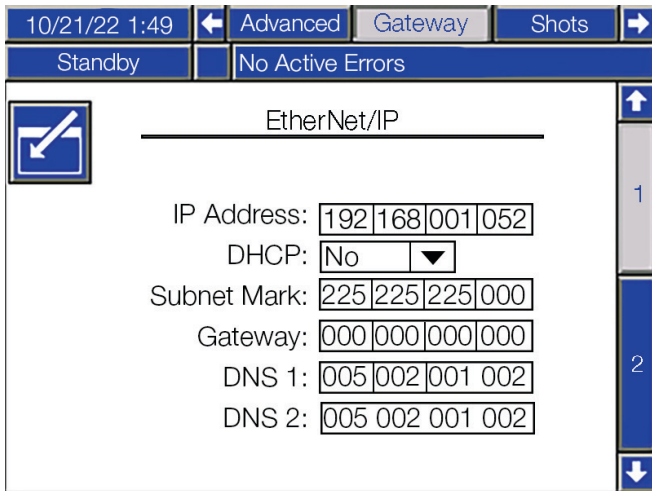 10/21/22 1:49 Advanced Gateway Shots
Standby No Active Errors
EtherNet/IP
1
IP Address: 192 168 001 052
DHCP: No
Subnet Mark: 225 225 225 000
Gateway: 000 000 000 000
2
DNS 1: 005 002 001 002
DNS 2: 005 002 001 002